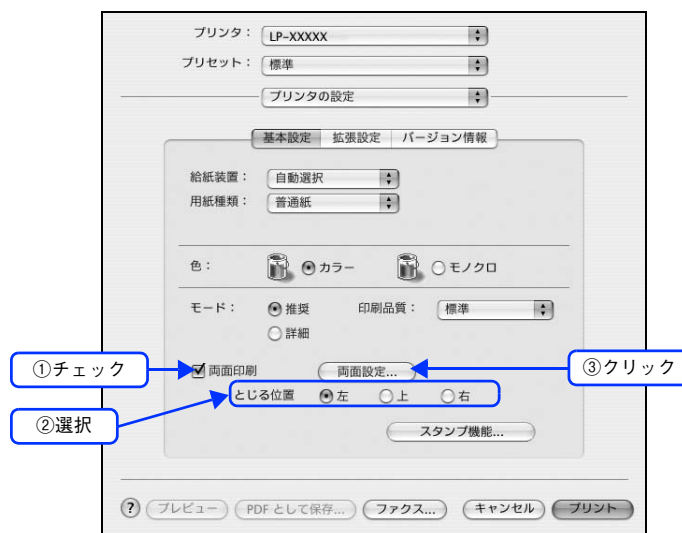 プリンタ： LP-XXXXX
プリセット： 標準
プリンタの設定
基本設定 拡張設定 バージョン情報
給紙装置： 自動選択
用紙種類： 普通紙
色： カラー モノクロ
モード： 推奨 印刷品質： 標準
詳細
①チェック 両面印刷 両面設定... ③クリック
とじる位置 左 上 右
②選択
スタンプ機能...
? プレビュー PDF として保存... ファクス... キャンセル プリント